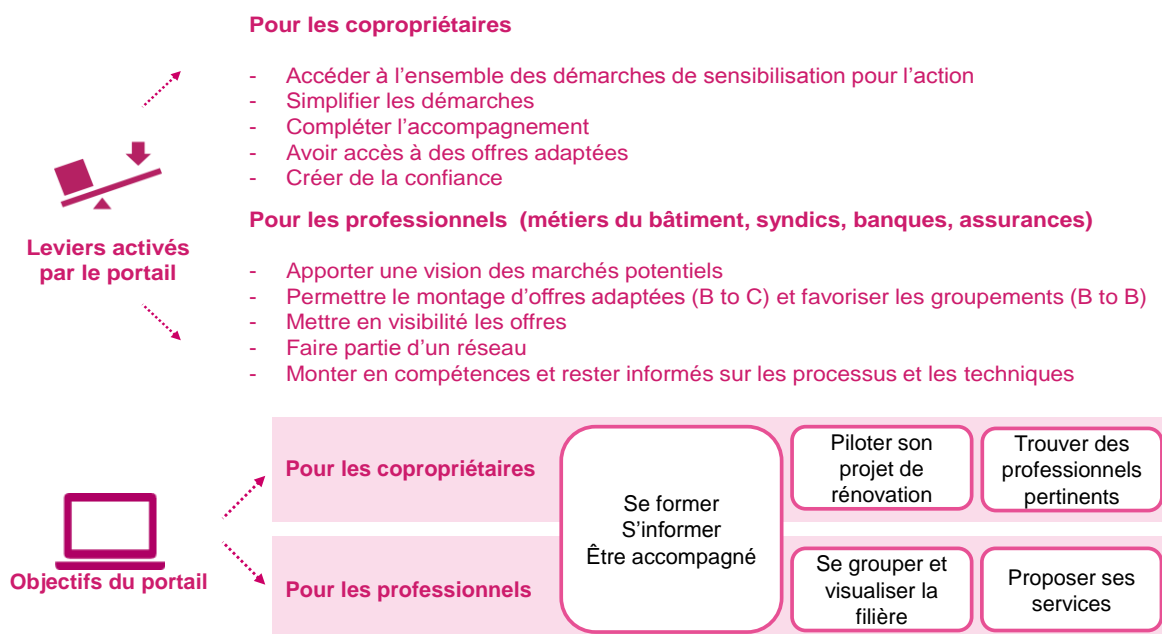 Pour les copropriétaires
- Accéder à l’ensemble des démarches de sensibilisation pour l’action
- Simplifier les démarches
- Compléter l’accompagnement
- Avoir accès à des offres adaptées
- Créer de la confiance
Leviers activés
par le portail
Pour les professionnels (métiers du bâtiment, syndics, banques, assurances)
- Apporter une vision des marchés potentiels
- Permettre le montage d’offres adaptées (B to C) et favoriser les groupements (B to B)
- Mettre en visibilité les offres
- Faire partie d’un réseau
- Monter en compétences et rester informés sur les processus et les techniques
Objectifs du portail
Pour les copropriétaires
Se former
S’informer
Être accompagné
Piloter son
projet de
rénovation
Trouver des
professionnels
pertinents
Pour les professionnels
Se grouper et
visualiser la
filière
Proposer ses
services